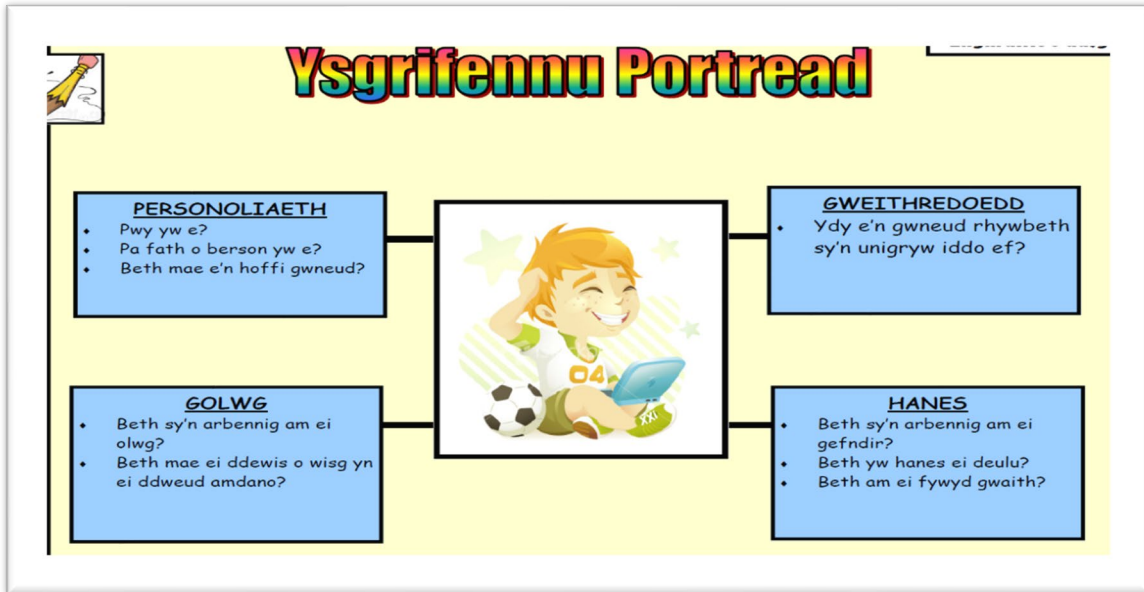 Ysgrifennu Portread
PERSONOLIAETH
Pwy yw e?
Pa fath o berson yw e?
Beth mae e'n hoffi gwneud?
GWEITHREDOEDD
Ydy e'n gwneud rhywbeth
sy'n unigryw iddo ef?
04
XXI
GOLWG
Beth sy'n arbennig am ei
olwg?
Beth mae ei ddewis o wisg yn
ei ddweud amdano?
HANES
Beth sy'n arbennig am ei
gefndir?
Beth yw hanes ei deulu?
Beth am ei fywyd gwaith?